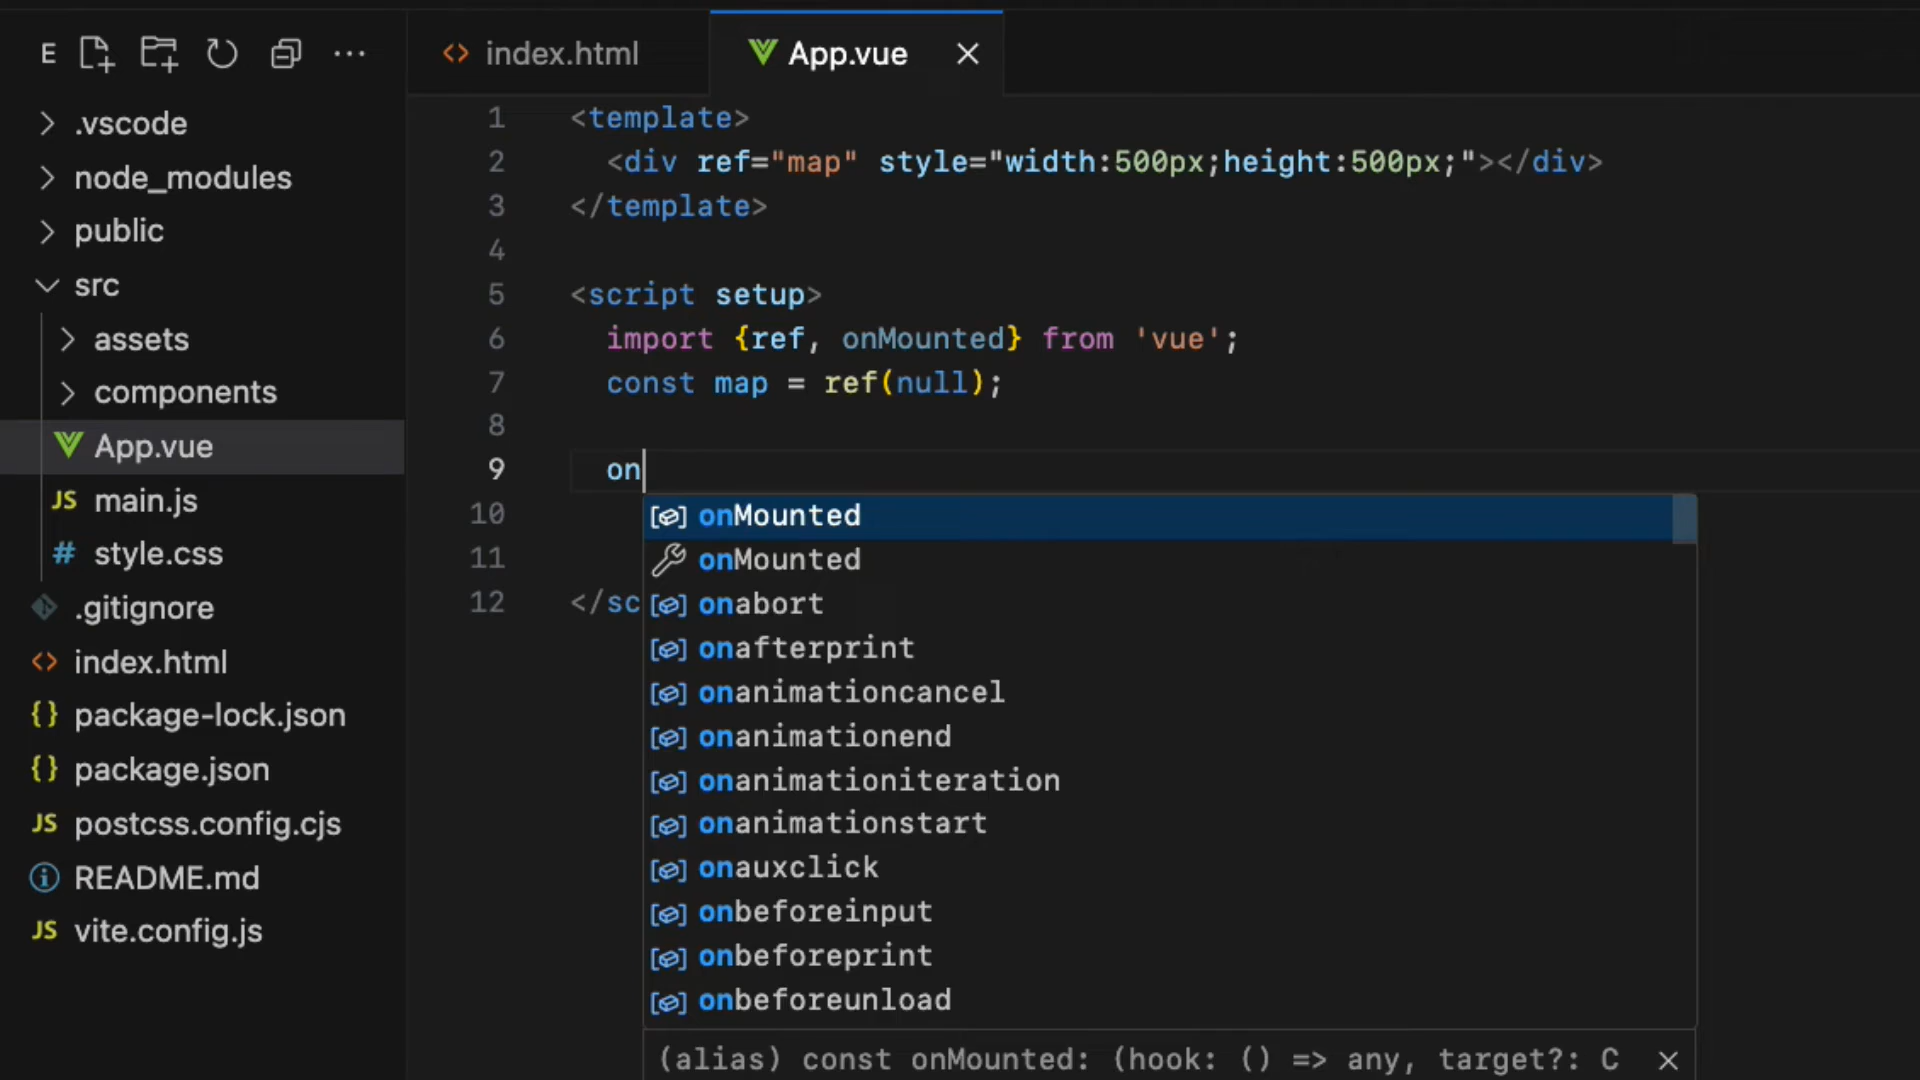 E ...
.vscode
node_modules
public
src
assets
components
App.vue
JS main.js
# style.css
.gitignore
<> index.html
{} package-lock.json
{} package.json
JS postcss.config.cjs
README.md
JS vite.config.js
<> index.html
App.vue
1 <template>
2 <div ref="map" style="width:500px;height:500px;"></div>
3 </template>
4
5 <script setup>
6 import {ref, onMounted} from 'vue';
7 const map = ref(null);
8
9 on
10
11
12 </sc
onMounted
onMounted
onabort
onafterprint
onanimationcancel
onanimationend
onanimationiteration
onanimationstart
onauxclick
onbeforeinput
onbeforeprint
onbeforeunload
(alias) const onMounted: (hook: () => any, target?: C